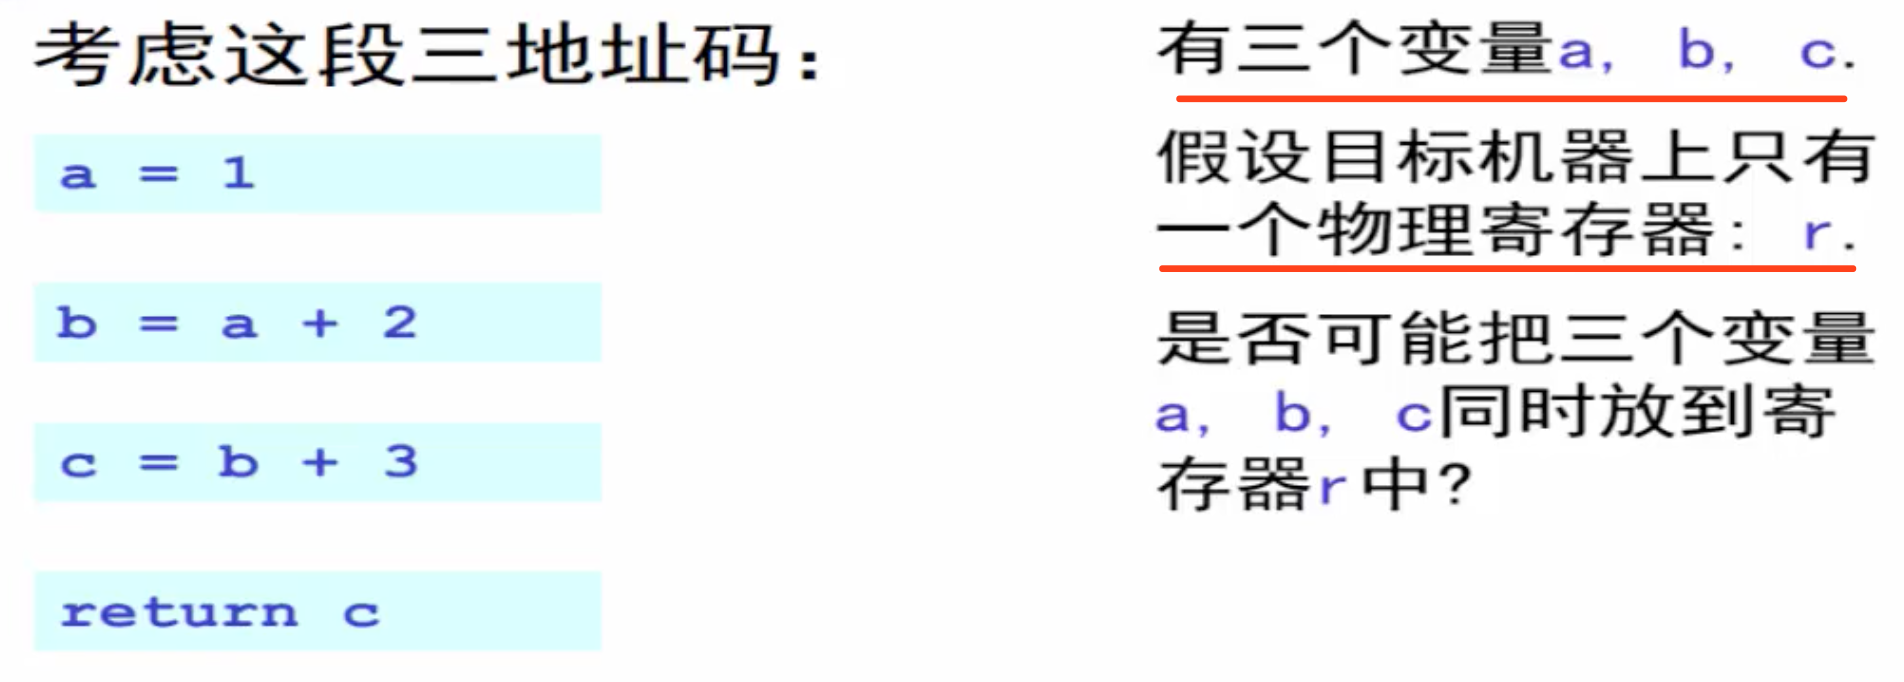 考虑这段三地址码：
a = 1
b = a + 2
c = b + 3
return c
有三个变量a, b, c.
假设目标机器上只有
一个物理寄存器: r.
是否可能把三个变量
a, b, c同时放到寄
存器r中?